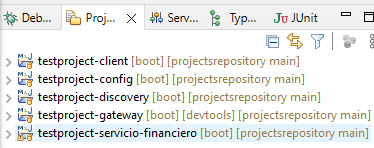 Deb... Proj... Serv... Typ... JUnit
testproject-client [boot] [projectsrepository main]
testproject-config [boot] [projectsrepository main]
testproject-discovery [boot] [projectsrepository main]
testproject-gateway [boot] [devtools] [projectsrepository main]
testproject-servicio-financiero [boot] [projectsrepository main]